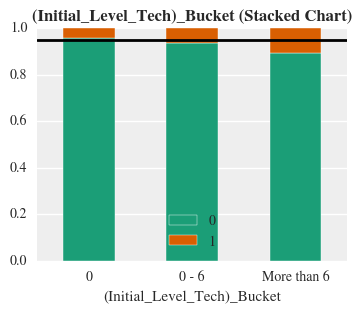 (Initial_Level_Tech)_Bucket (Stacked Chart)
1.0
0.8
0.6
0.4
0.2
0.0
0
1
0
0 - 6
More than 6
(Initial_Level_Tech)_Bucket